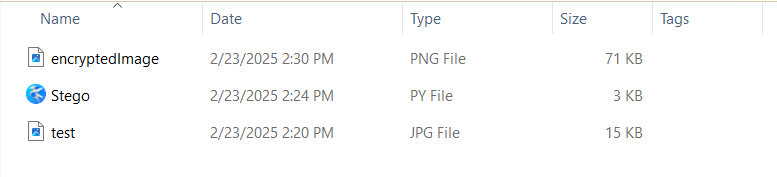 Name Date Type Size Tags
encryptedImage 2/23/2025 2:30 PM PNG File 71 KB
Stego 2/23/2025 2:24 PM PY File 3 KB
test 2/23/2025 2:20 PM JPG File 15 KB